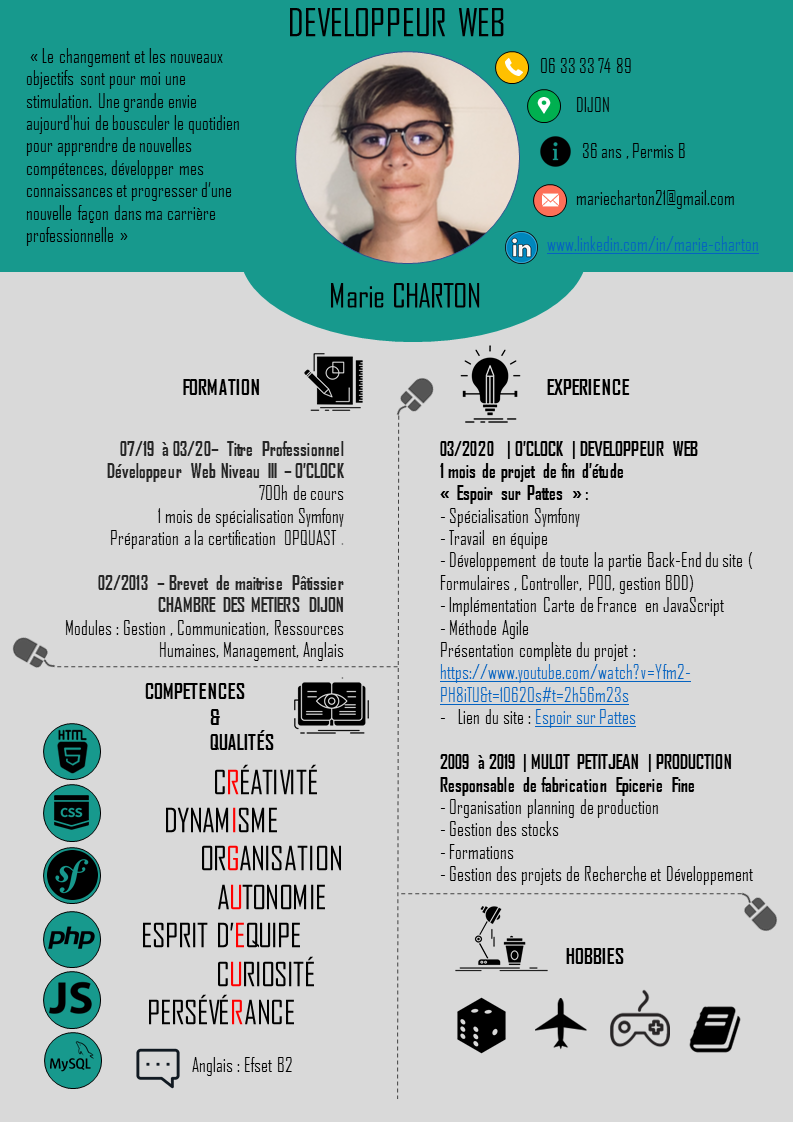 DEVELOPPEUR WEB
« Le changement et les nouveaux
objectifs sont pour moi une
stimulation. Une grande envie
aujourd'hui de bousculer le quotidien
pour apprendre de nouvelles
compétences, développer mes
connaissances et progresser d'une
nouvelle façon dans ma carrière
professionnelle »
06 33 33 74 89
DIJON
36 ans , Permis B
mariecharton21@gmail.com
www.linkedin.com/in/marie-charton
Marie CHARTON
FORMATION
07/19 à 03/20– Titre Professionnel
Développeur Web Niveau III – O'CLOCK
700h de cours
1 mois de spécialisation Symfony
Préparation a la certification OPQUAST .
02/2013 – Brevet de maitrise Pâtissier
CHAMBRE DES METIERS DIJON
Modules : Gestion , Communication, Ressources
Humaines, Management, Anglais
.
COMPETENCES
&
QUALITÉS
HTML
5
CSS
sf
php
JS
MySQL
CRÉATIVITÉ
DYNAMISME
ORGANISATION
AUTONOMIE
ESPRIT D'EQUIPE
CURIOSITÉ
PERSÉVÉRANCE
Anglais : Efset B2
EXPERIENCE
03/2020 | O'CLOCK | DEVELOPPEUR WEB
1 mois de projet de fin d'étude
« Espoir sur Pattes » :
- Spécialisation Symfony
- Travail en équipe
- Développement de toute la partie Back-End du site (
Formulaires , Controller, POO, gestion BDD)
- Implémentation Carte de France en JavaScript
- Méthode Agile
Présentation complète du projet :
https://www.youtube.com/watch?v=Yfm2-
PH8iTU&t=10620s#t=2h56m23s
- Lien du site : Espoir sur Pattes
2009 à 2019 | MULOT PETITJEAN | PRODUCTION
Responsable de fabrication Epicerie Fine
- Organisation planning de production
- Gestion des stocks
- Formations
- Gestion des projets de Recherche et Développement
HOBBIES